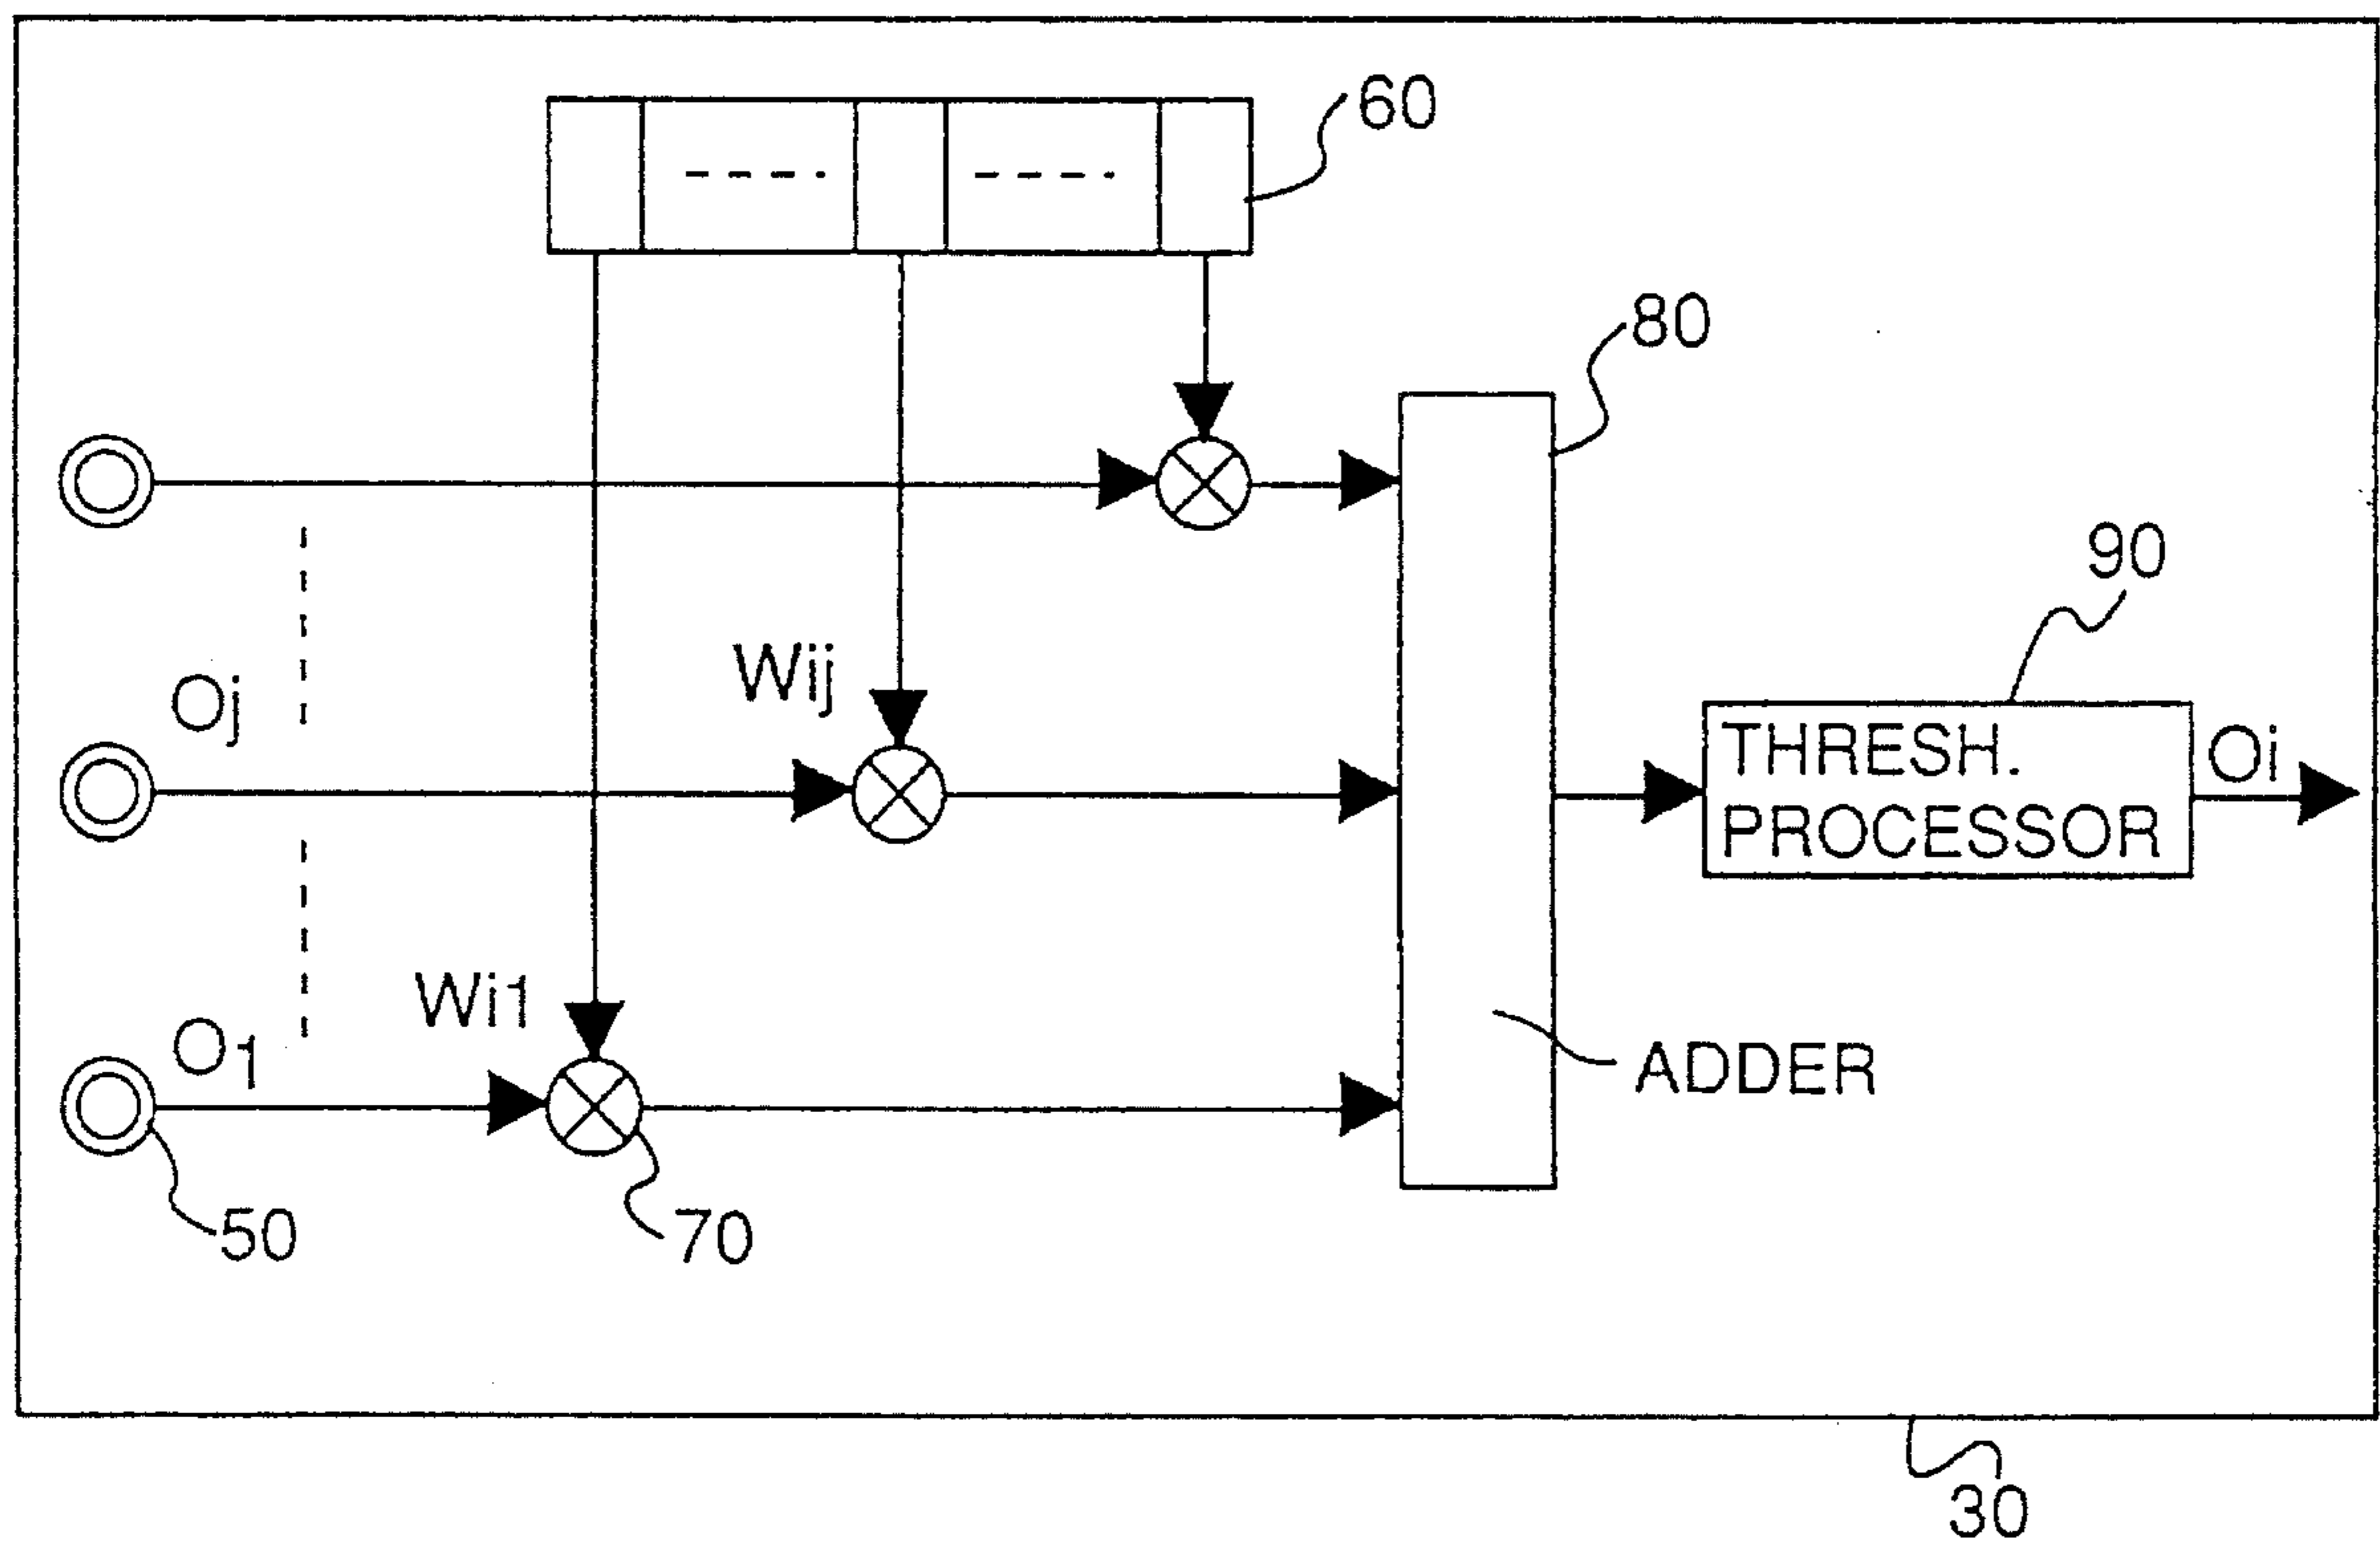 60
80
90
Oj
Wij
THRESH.
PROCESSOR
Oi
Wi1
O1
ADDER
50
70
30